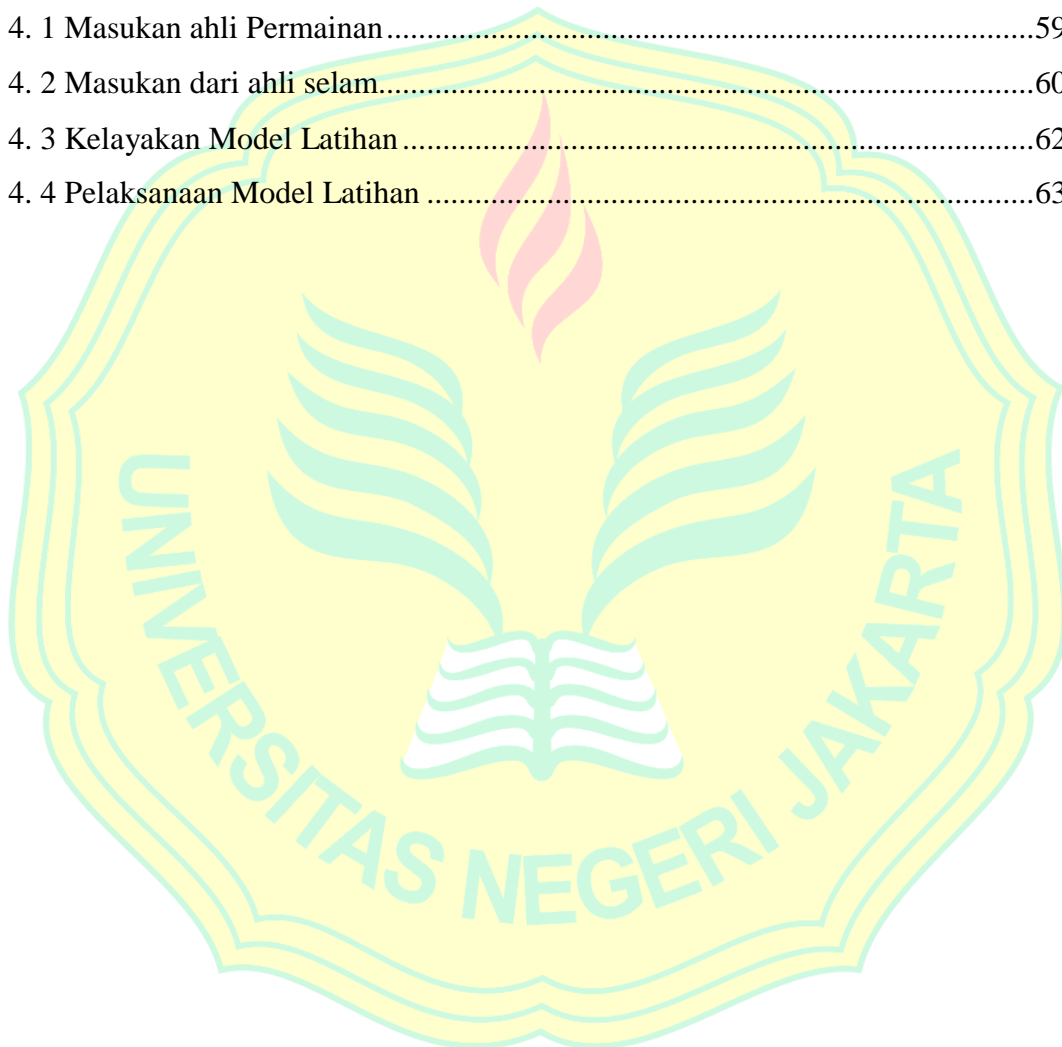 4. 1 Masukan ahli Permainan.......................................................................................59
4. 2 Masukan dari ahli selam........................................................................................60
4. 3 Kelayakan Model Latihan.....................................................................................62
4. 4 Pelaksanaan Model Latihan ..................................................................................63
UNIVERSITAS NEGERI JAKARTA